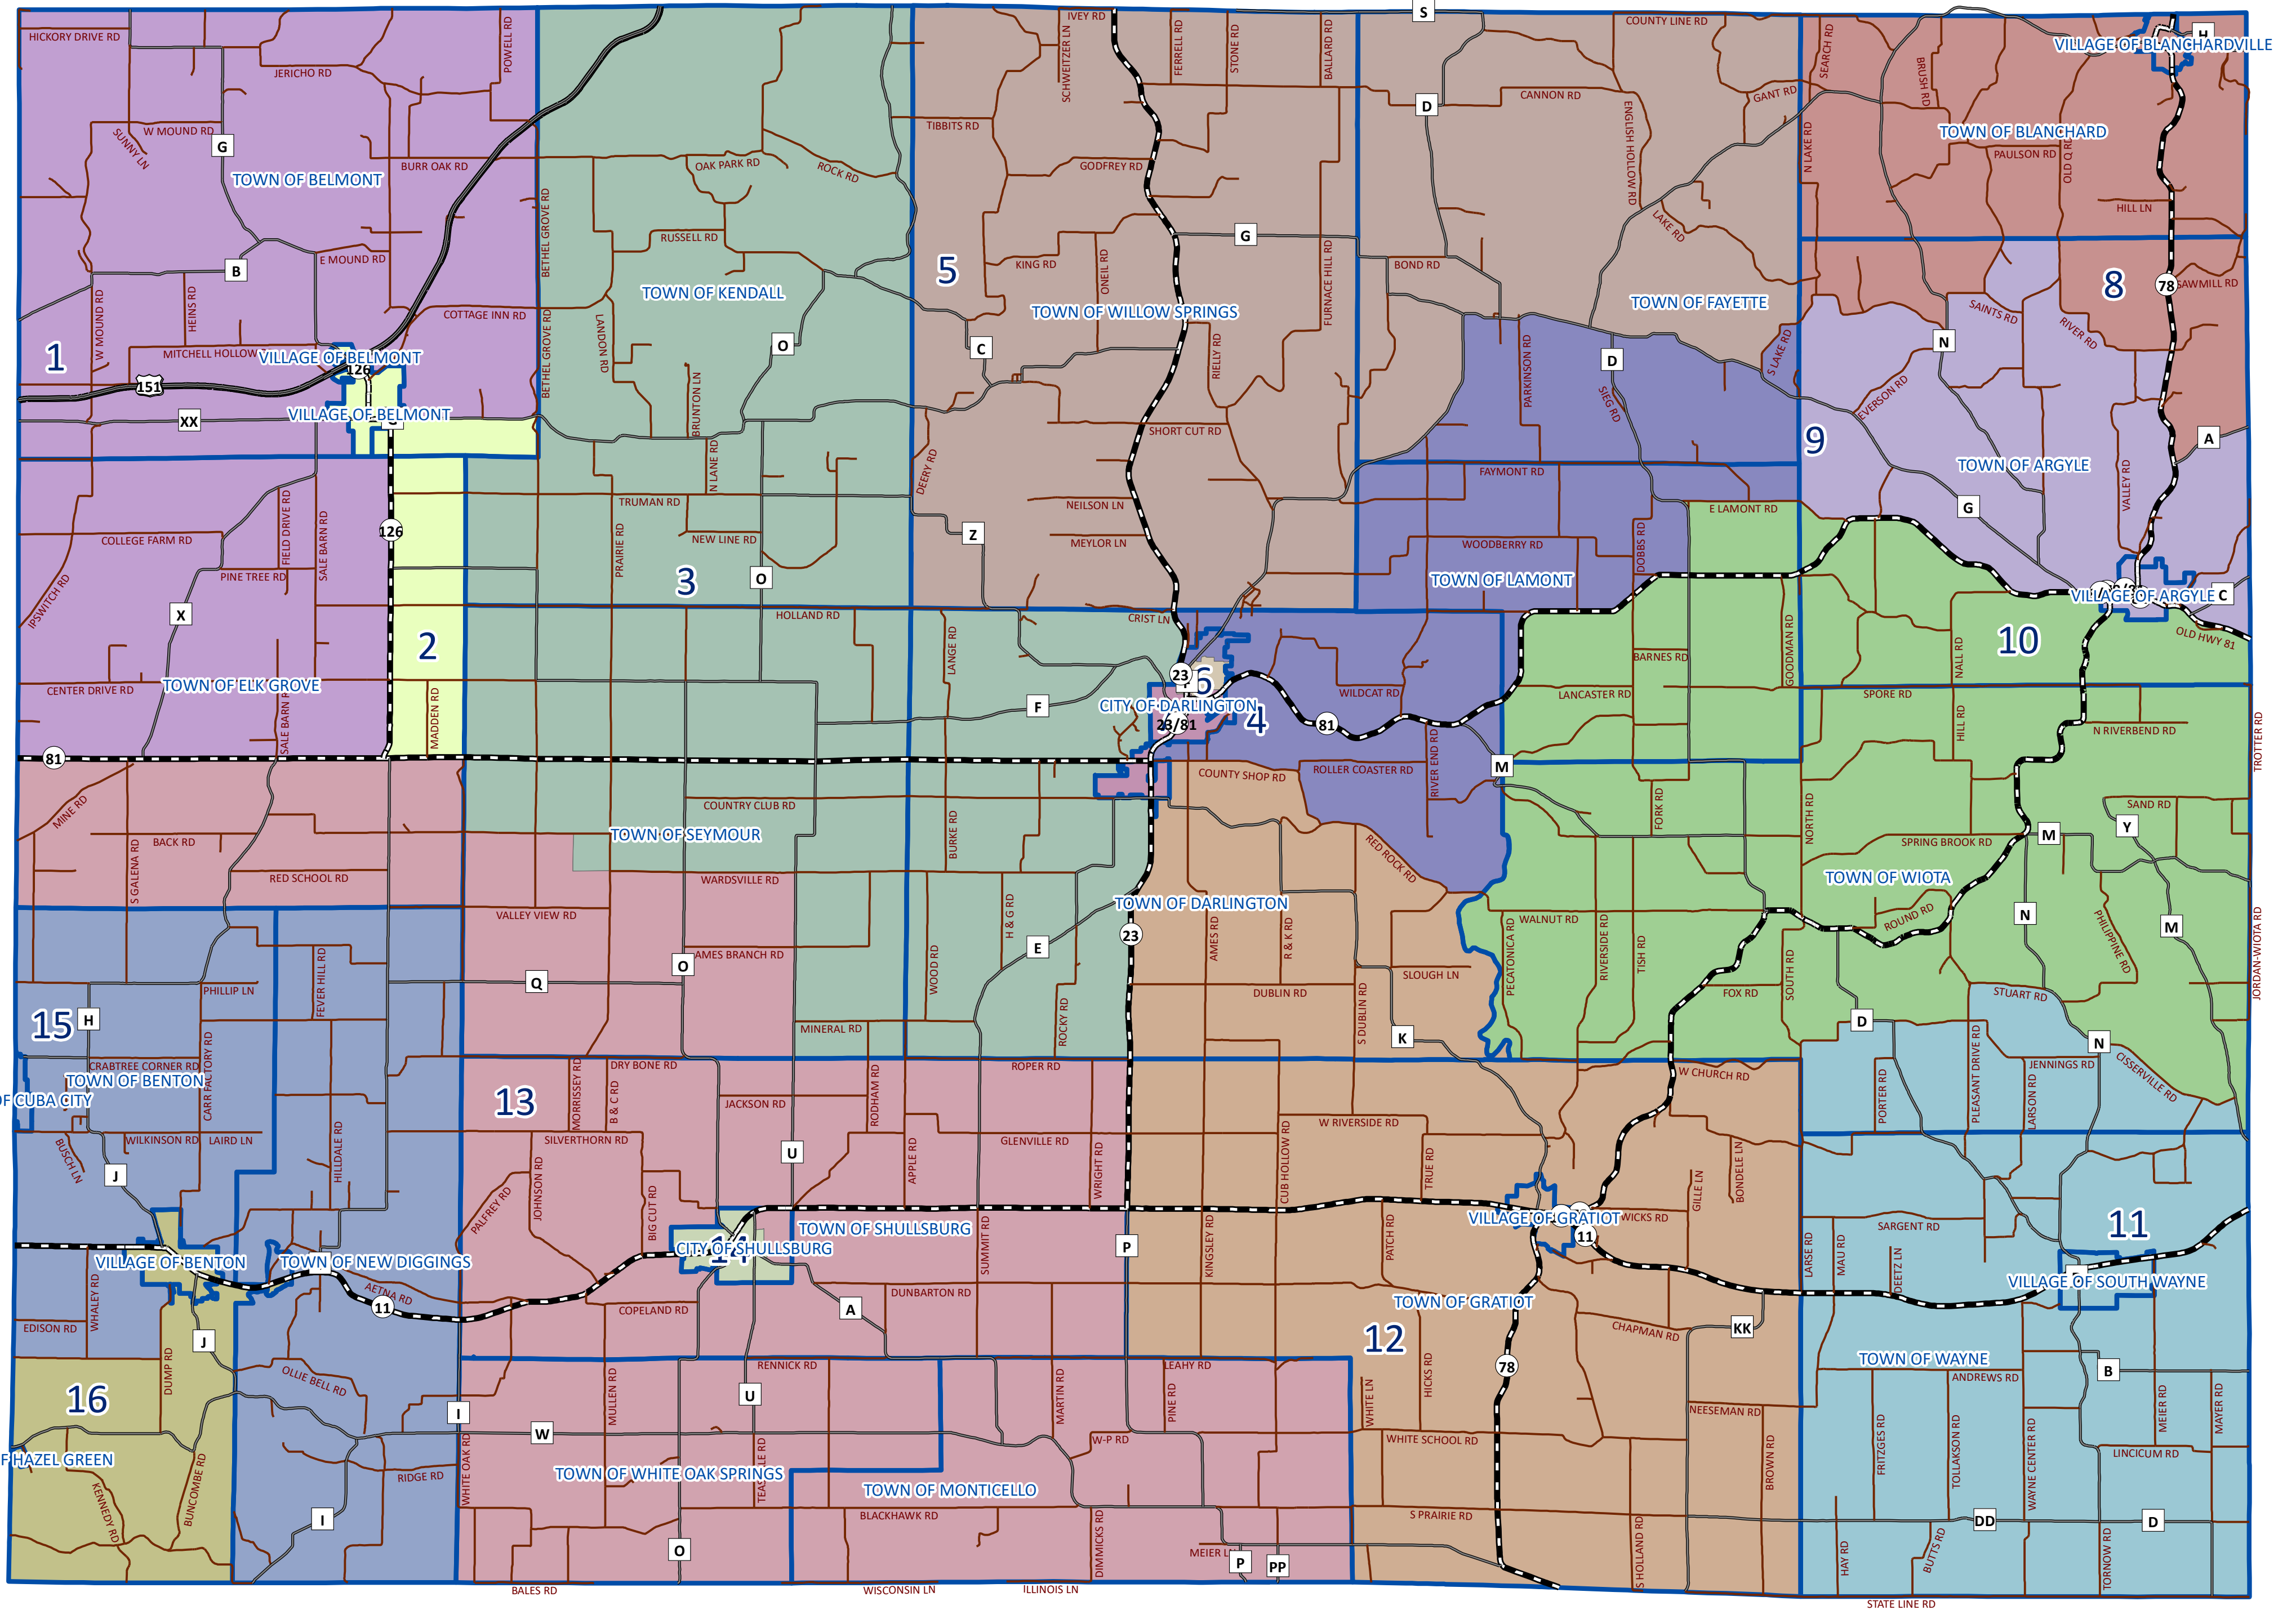 S
IVEY RD
COUNTY LINE RD
HICKORY DRIVE RD
POWELL RD
SCHWEITZER LN
FERRELL RD
STONE RD
BALLARD RD
SEARCH RD
H
VILLAGE OF BLANCHARDVILLE
JERICHO RD
BRUSH RD
CANNON RD
GANT RD
D
ENGLISH HOLLOW RD
W MOUND RD
SUNNY LN
G
TIBBITS RD
TOWN OF BLANCHARD
N LAKE RD
PAULSON RD
OLD Q RD
BURR OAK RD
OAK PARK RD
ROCK RD
GODFREY RD
TOWN OF BELMONT
HILL LN
LAKE RD
BETHEL GROVE RD
RUSSELL RD
G
E MOUND RD
B
KING RD
ONEIL RD
FURNACE HILL RD
BOND RD
5
8
78
SAWMILL RD
TOWN OF KENDALL
TOWN OF WILLOW SPRINGS
TOWN OF FAYETTE
W MOUND RD
HEINS RD
COTTAGE INN RD
SAINTS RD
RIVER RD
BETHEL GROVE RD
LANDON RD
O
C
RIELLY RD
PARKINSON RD
D
S LAKE RD
N
1
MITCHELL HOLLOW
VILLAGE OF BELMONT
126
151
BRUNTON LN
SIEG RD
EVERSON RD
VILLAGE OF BELMONT
XX
SHORT CUT RD
9
A
N LANE RD
DEERY RD
FAYMONT RD
TOWN OF ARGYLE
VALLEY RD
TRUMAN RD
NEILSON LN
E LAMONT RD
G
FIELD DRIVE RD
SALE BARN RD
126
COLLEGE FARM RD
PRAIRIE RD
NEW LINE RD
Z
MEYLOR LN
WOODBERRY RD
DOBBS RD
PINE TREE RD
IPSWITCH RD
3
O
TOWN OF LAMONT
VILLAGE OF ARGYLE
C
X
HOLLAND RD
CRIST LN
OLD HWY 81
2
LANGE RD
BARNES RD
GOODMAN RD
NALL RD
10
CENTER DRIVE RD
TOWN OF ELK GROVE
23
6
WILDCAT RD
LANCASTER RD
SPORE RD
SALE BARN RD
MADDEN RD
F
CITY OF DARLINGTON
23/81
4
81
HILL RD
N RIVERBEND RD
TROTTER RD
81
COUNTY SHOP RD
ROLLER COASTER RD
RIVER END RD
M
MINE RD
COUNTRY CLUB RD
FORK RD
NORTH RD
SAND RD
BACK RD
TOWN OF SEYMOUR
BURKE RD
RED ROCK RD
SPRING BROOK RD
M
Y
S GALENA RD
RED SCHOOL RD
WARDSVILLE RD
TOWN OF WIOTA
VALLEY VIEW RD
H & G RD
TOWN OF DARLINGTON
WALNUT RD
ROUND RD
N
PHILIPPINE RD
M
23
AMES RD
R & K RD
PECATONICA RD
RIVERSIDE RD
TISH RD
JORDAN-WIOTA RD
FEVER HILL RD
AMES BRANCH RD
O
WOOD RD
E
SLOUGH LN
SOUTH RD
Q
PHILLIP LN
DUBLIN RD
FOX RD
STUART RD
15
H
MINERAL RD
ROCKY RD
S DUBLIN RD
K
D
N
CRABTREE CORNER RD
CARR FACTORY RD
DRY BONE RD
ROPER RD
W CHURCH RD
PLEASANT DRIVE RD
JENNINGS RD
CISSERVILLE RD
TOWN OF BENTON
OF CUBA CITY
13
MORRISSEY RD
B & C RD
JACKSON RD
RODHAM RD
PORTER RD
LARSON RD
W RIVERSIDE RD
WILKINSON RD
LAIRD LN
BUSCH LN
HILLDALE RD
SILVERTHORN RD
U
GLENVILLE RD
J
PALFREY RD
JOHNSON RD
BIG CUT RD
APPLE RD
WRIGHT RD
CUB HOLLOW RD
TRUE RD
GILLE LN
BONDELE LN
TOWN OF SHULLSBURG
VILLAGE OF GRATIOT
WICKS RD
11
SARGENT RD
11
CITY OF SHULLSBURG
14
SUMMIT RD
P
KINGSLEY RD
PATCH RD
LARSE RD
MAU RD
DEETZ LN
VILLAGE OF BENTON
TOWN OF NEW DIGGINGS
VILLAGE OF SOUTH WAYNE
WHALEY RD
AETNA RD
11
COPELAND RD
A
DUNBARTON RD
TOWN OF GRATIOT
EDISON RD
J
12
CHAPMAN RD
KK
DUMP RD
RENNICK RD
LEAHY RD
78
TOWN OF WAYNE
B
OLLIE BELL RD
ANDREWS RD
16
I
MULLEN RD
U
MARTIN RD
PINE RD
WHITE LN
HICKS RD
NEESEMAN RD
MEIER RD
MAYER RD
W
W-P RD
WHITE SCHOOL RD
FRITZGES RD
TOLLAKSON RD
WAYNE CENTER RD
LINCICUM RD
F HAZEL GREEN
BUNCOMBE RD
RIDGE RD
WHITE OAK RD
TOWN OF WHITE OAK SPRINGS
TOWN OF MONTICELLO
BROWN RD
KENNEDY RD
I
BLACKHAWK RD
DIMMICKS RD
S PRAIRIE RD
DD
D
O
MEIER LN
P
PP
S HOLLAND RD
HAY RD
BUTTS RD
TORNOW RD
BALES RD
WISCONSIN LN
ILLINOIS LN
STATE LINE RD